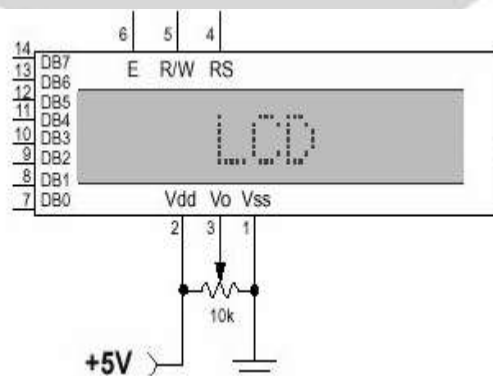 6 5 4
14 DB7 E R/W RS
13 DB6
12 DB5
11 DB4
10 DB3
9 DB2
8 DB1
7 DB0
LCD
Vdd Vo Vss
2 3 1
10k
+5V